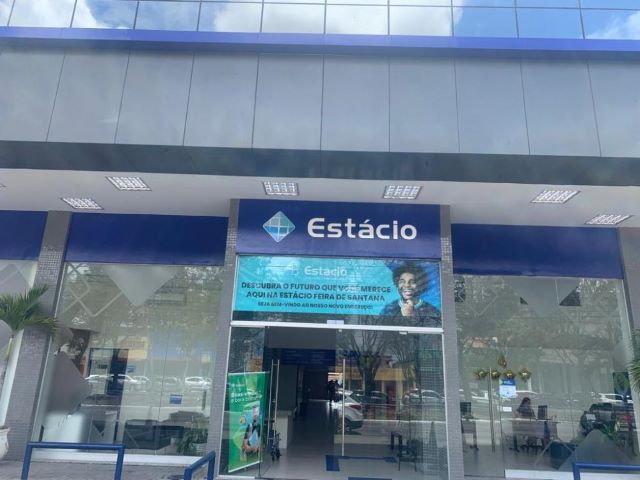 Estácio
Estácio
DESCUBRA O FUTURO QUE VOCÊ MERECE
AQUI NA ESTÁCIO FEIRA DE SANTANA
SEJA BEM-VINDO AO NOSSO NOVO ENDEREÇO!